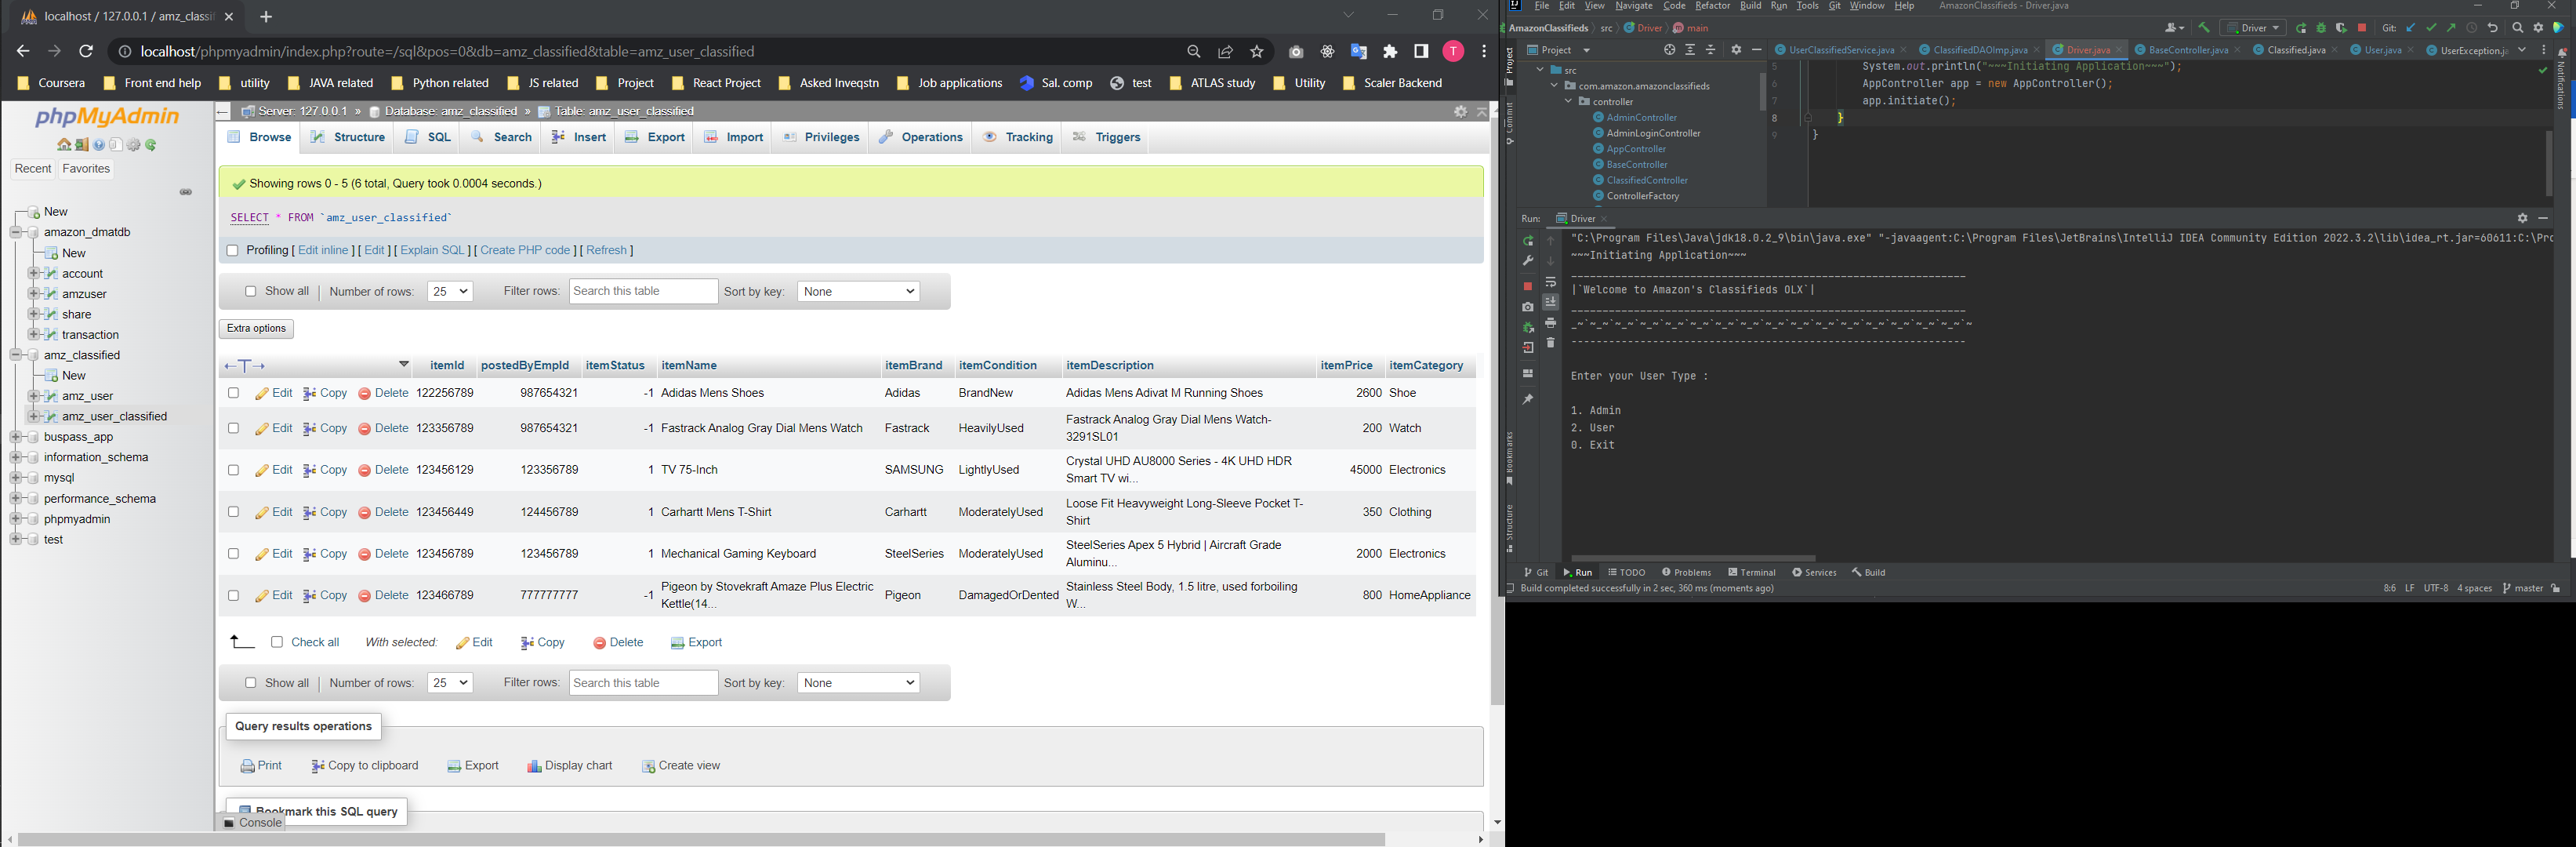 localhost / 127.0.0.1 / amz_classif
localhost/phpmyadmin/index.php?route=/sql&pos=0&db=amz_classified&table=amz_user_classified
T
Coursera Front end help utility JAVA related Python related JS related Project React Project Asked Inveqstn Job applications Sal. comp test ATLAS study Utility Scaler Backend
phpMyAdmin
Recent Favorites
New
amazon_dmatdb
New
account
amzuser
share
transaction
amz_classified
New
amz_user
amz_user_classified
buspass_app
information_schema
mysql
performance_schema
phpmyadmin
test
Server: 127.0.0.1 » Database: amz_classified » Table: amz_user_classified
Browse Structure SQL Search Insert Export Import Privileges Operations Tracking Triggers
Showing rows 0 - 5 (6 total, Query took 0.0004 seconds.)
SELECT * FROM `amz_user_classified`
Profiling [ Edit inline ] [ Edit ] [ Explain SQL ] [ Create PHP code ] [ Refresh ]
Show all | Number of rows: 25 Filter rows: Search this table Sort by key: None
Extra options
←T→ itemId postedByEmpId itemStatus itemName itemBrand itemCondition itemDescription itemPrice itemCategory
Edit Copy Delete 122256789 987654321 -1 Adidas Mens Shoes Adidas BrandNew Adidas Mens Adivat M Running Shoes 2600 Shoe
Edit Copy Delete 123356789 987654321 -1 Fastrack Analog Gray Dial Mens Watch Fastrack HeavilyUsed Fastrack Analog Gray Dial Mens Watch-
3291SL01 200 Watch
Edit Copy Delete 123456129 123356789 1 TV 75-Inch SAMSUNG LightlyUsed Crystal UHD AU8000 Series - 4K UHD HDR
Smart TV wi... 45000 Electronics
Edit Copy Delete 123456449 124456789 1 Carhartt Mens T-Shirt Carhartt ModeratelyUsed Loose Fit Heavyweight Long-Sleeve Pocket T-
Shirt 350 Clothing
Edit Copy Delete 123456789 123456789 1 Mechanical Gaming Keyboard SteelSeries ModeratelyUsed SteelSeries Apex 5 Hybrid | Aircraft Grade
Aluminu... 2000 Electronics
Edit Copy Delete 123466789 777777777 -1 Pigeon by Stovekraft Amaze Plus Electric
Kettle(14... Pigeon DamagedOrDented Stainless Steel Body, 1.5 litre, used forboiling
W... 800 HomeAppliance
Check all With selected: Edit Copy Delete Export
Show all | Number of rows: 25 Filter rows: Search this table Sort by key: None
Query results operations
Print Copy to clipboard Export Display chart Create view
Bookmark this SQL query
Console
File Edit View Navigate Code Refactor Build Run Tools Git Window Help AmazonClassifieds - Driver.java
AmazonClassifieds src Driver main Driver Git:
Project UserClassifiedService.java ClassifiedDAOImp.java Driver.java BaseController.java Classified.java User.java UserException.ja
Project
Commit
Bookmarks
Structure
Notifications
src
com.amazon.amazonclassifieds
controller
AdminController
AdminLoginController
AppController
BaseController
ClassifiedController
ControllerFactory
5 System.out.println("~~~Initiating Application~~~");
6 AppController app = new AppController();
7 app.initiate();
8 }
9 }
Run: Driver
"C:\Program Files\Java\jdk18.0.2_9\bin\java.exe" "-javaagent:C:\Program Files\JetBrains\IntelliJ IDEA Community Edition 2022.3.2\lib\idea_rt.jar=60611:C:\Pro
~~~Initiating Application~~~
---------------------------------------------------------------
|`Welcome to Amazon's Classifieds OLX`|
---------------------------------------------------------------
_~`~_~`~_~`~_~`~_~`~_~`~_~`~_~`~_~`~_~`~_~`~_~`~_~`~_~`~_~`~_~`~
---------------------------------------------------------------
Enter your User Type :
1. Admin
2. User
0. Exit
Git Run TODO Problems Terminal Services Build
Build completed successfully in 2 sec, 360 ms (moments ago) 8:6 LF UTF-8 4 spaces master